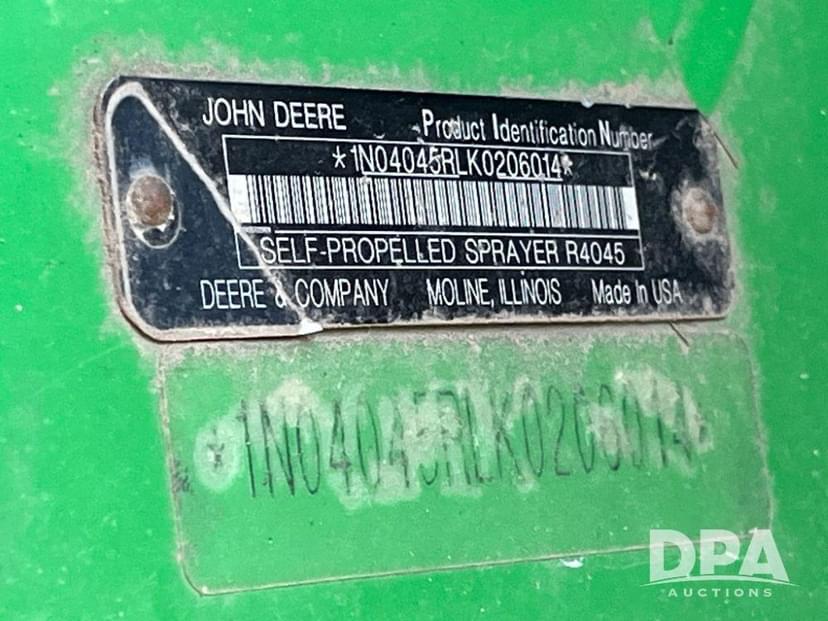 JOHN DEERE Product Identification Number
*1N04045RLK0206014*
SELF-PROPELLED SPRAYER R4045
DEERE & COMPANY MOLINE, ILLINOIS Made In USA
*1N04045RLK0206014*
DPA
AUCTIONS